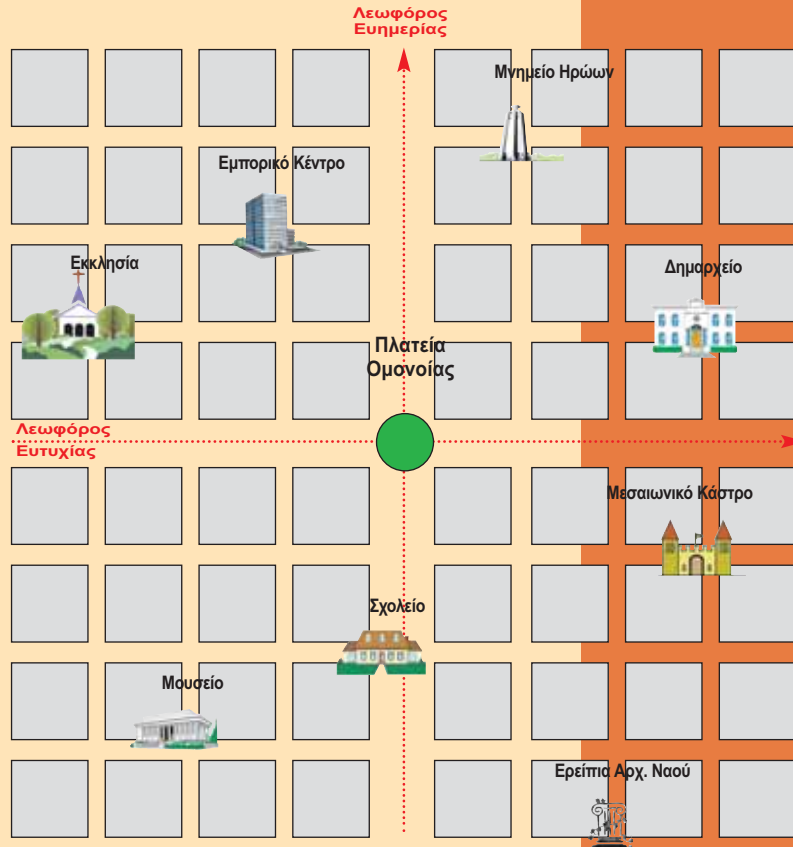 Λεωφόρος
Ευημερίας
Μνημείο Ηρώων
Εμπορικό Κέντρο
Εκκλησία
Δημαρχείο
Πλατεία
Ομονοίας
Λεωφόρος
Ευτυχίας
Μεσαιωνικό Κάστρο
Σχολείο
Μουσείο
Ερείπια Αρχ. Ναού